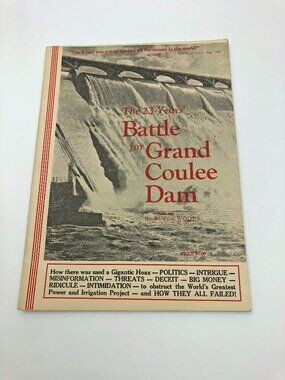 The 23-Years'
Battle
for Grand
Coulee
Dam
WOODS
How there was used a Gigantic Hoax — POLITICS — INTRIGUE —
MISINFORMATION — THREATS — DECEIT — BIG MONEY —
RIDICULE — INTIMIDATION — to obstruct the World's Greatest
Power and Irrigation Project — and HOW THEY ALL FAILED!